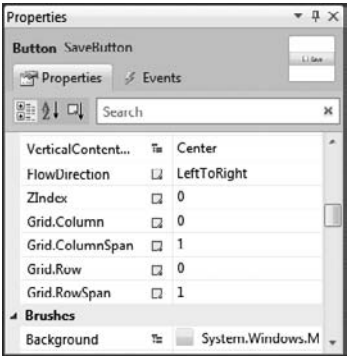 Properties
Button SaveButton
Properties Events
Search
VerticalContent... Center
FlowDirection LeftToRight
ZIndex 0
Grid.Column 0
Grid.ColumnSpan 1
Grid.Row 0
Grid.RowSpan 1
Brushes
Background System.Windows.M